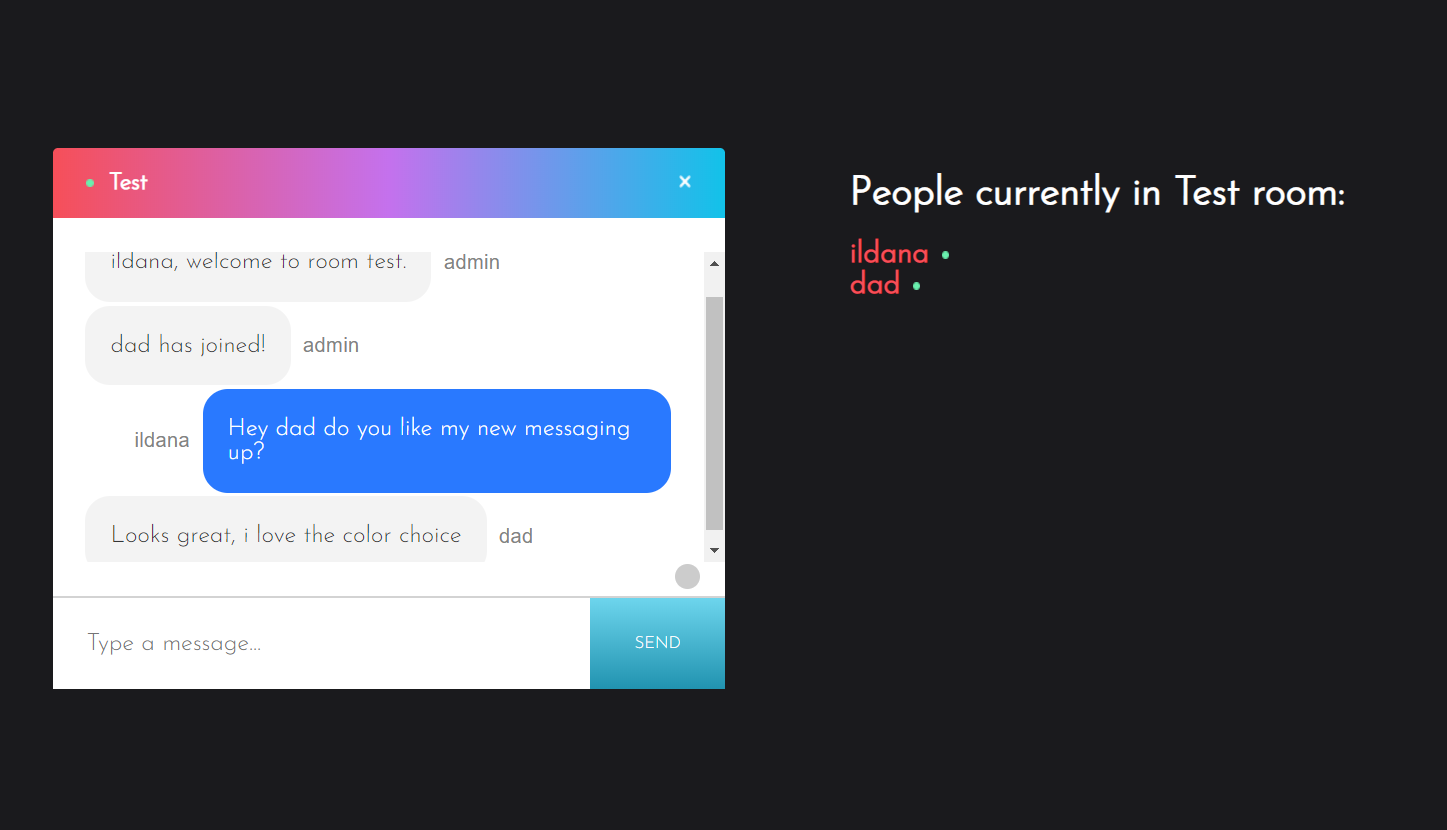 Test
×
ildana, welcome to room test.
admin
dad has joined!
admin
ildana
Hey dad do you like my new messaging
up?
Looks great, i love the color choice
dad
Type a message...
SEND
People currently in Test room:
ildana
dad